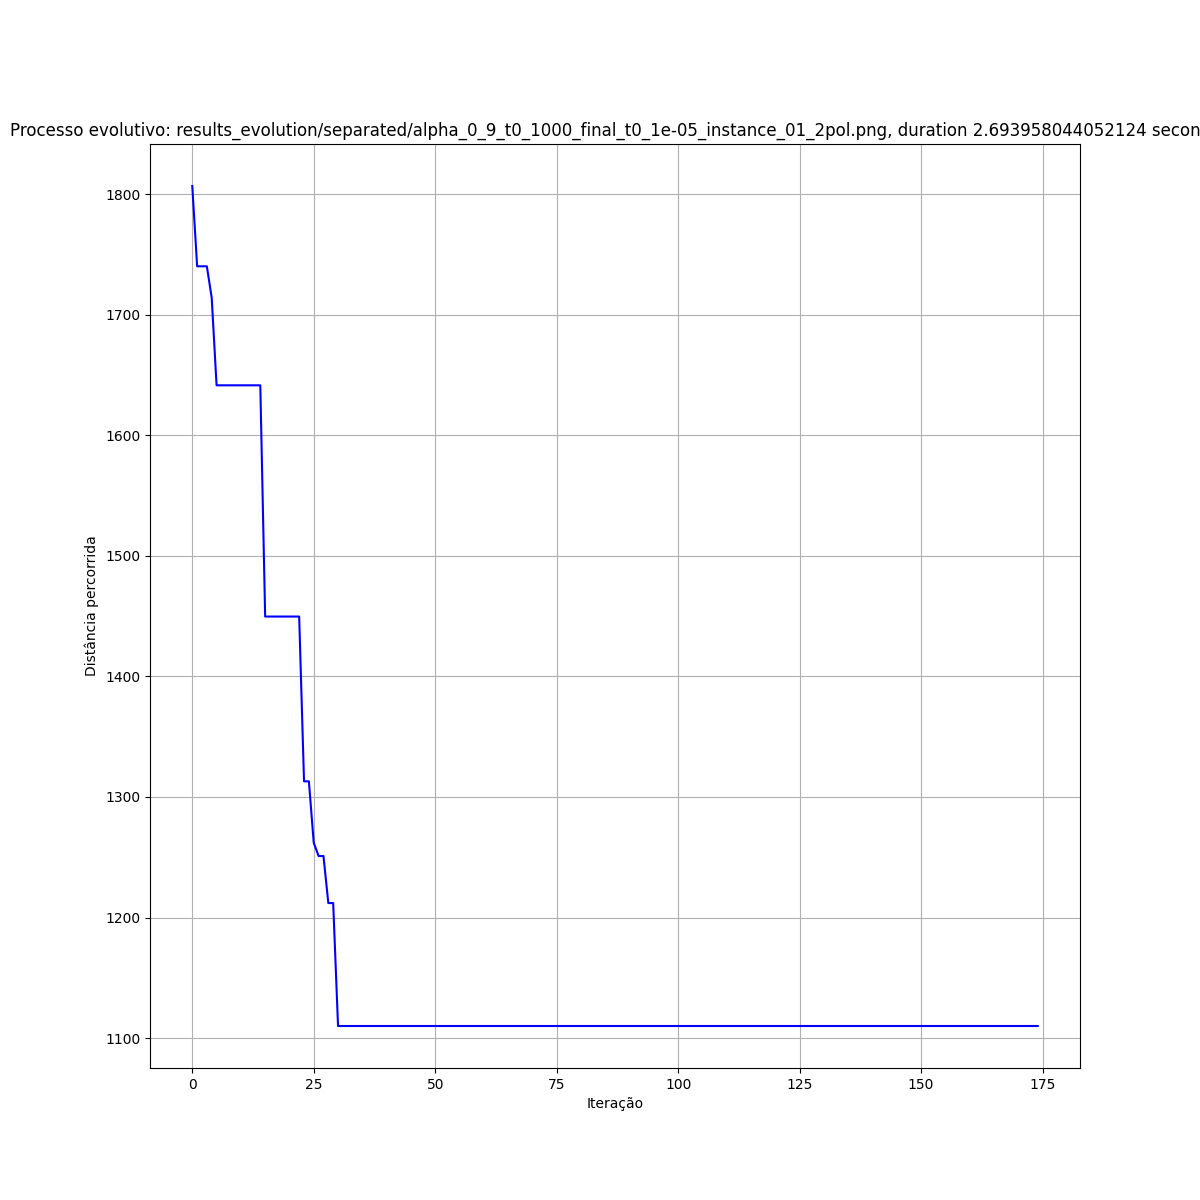 Processo evolutivo: results_evolution/separated/alpha_0_9_t0_1000_final_t0_1e-05_instance_01_2pol.png, duration 2.693958044052124 secon
1800
1700
1600
1500
1400
1300
1200
1100
Distância percorrida
0 25 50 75 100 125 150 175
Iteração